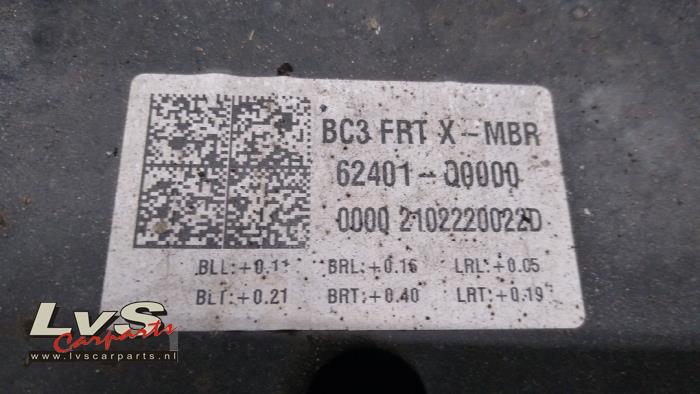 BC3 FRT X-MBR
62401-Q0000
0000 2102220022D
BLL:+0.11 BRL:+0.16 LRL:+0.05
BLT:+0.21 BRT:+0.40 LRT:+0.19
LvS
Carparts
www.lvscarparts.nl